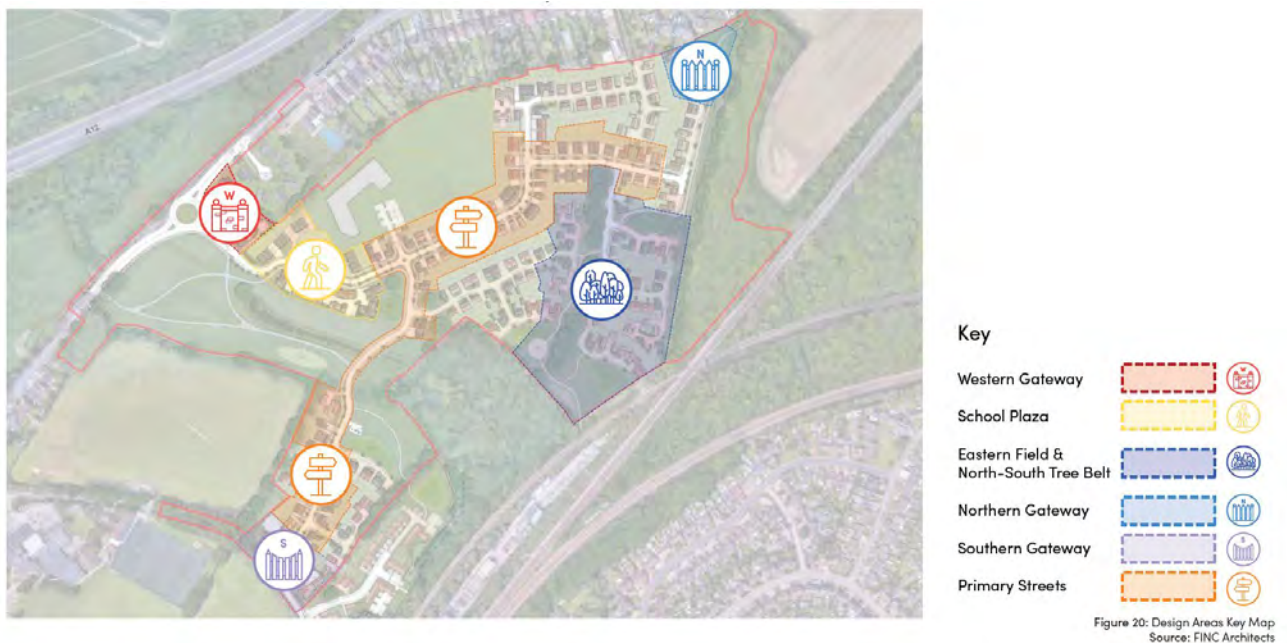 A12
N
W
S
Key
Western Gateway
W
School Plaza
Eastern Field &
North-South Tree Belt
Northern Gateway
N
Southern Gateway
S
Primary Streets
Figure 20: Design Areas Key Map
Source: FINC Architects